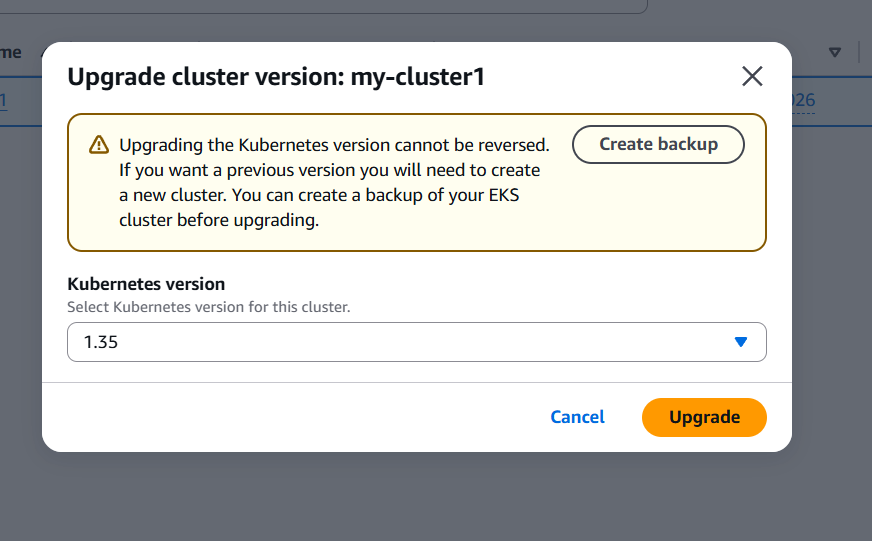 me
Upgrade cluster version: my-cluster1
1
026
Upgrading the Kubernetes version cannot be reversed.
If you want a previous version you will need to create
a new cluster. You can create a backup of your EKS
cluster before upgrading.
Create backup
Kubernetes version
Select Kubernetes version for this cluster.
1.35
Cancel
Upgrade